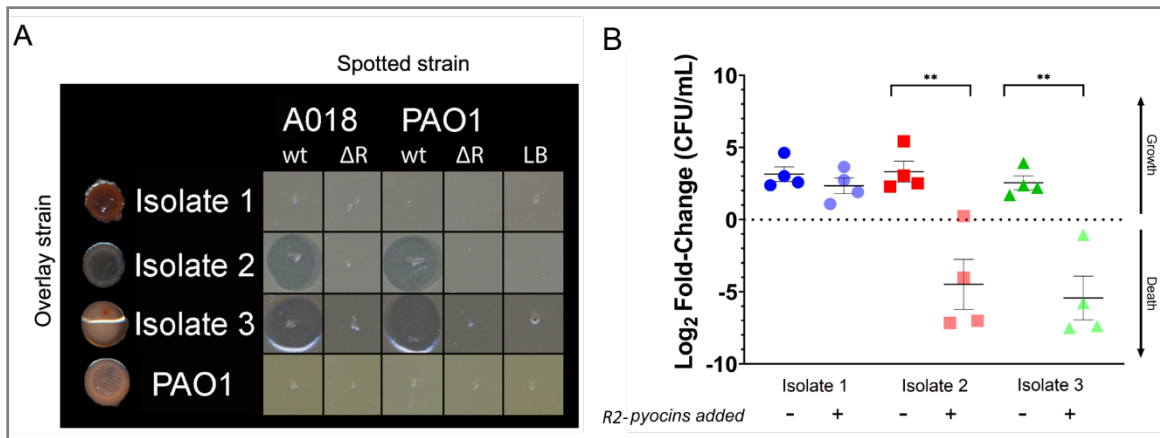 A
Spotted strain
A018 PAO1
wt ΔR wt ΔR LB
Overlay strain
Isolate 1
Isolate 2
Isolate 3
PAO1
B
Log₂ Fold-Change (CFU/mL)
10
5
0
-5
-10
** **
Growth
Death
Isolate 1 Isolate 2 Isolate 3
R2-pyocins added - + - + - +